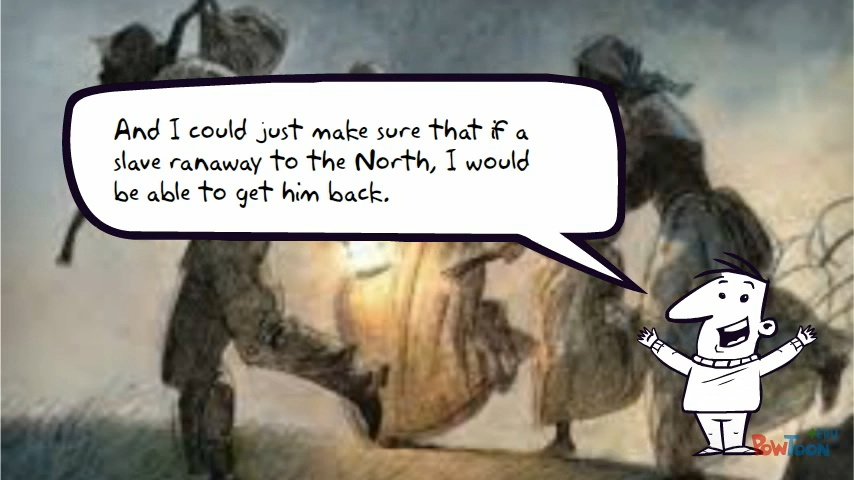 And I could just make sure that if a
slave ranaway to the North, I would
be able to get him back.
POWTOON
EDU